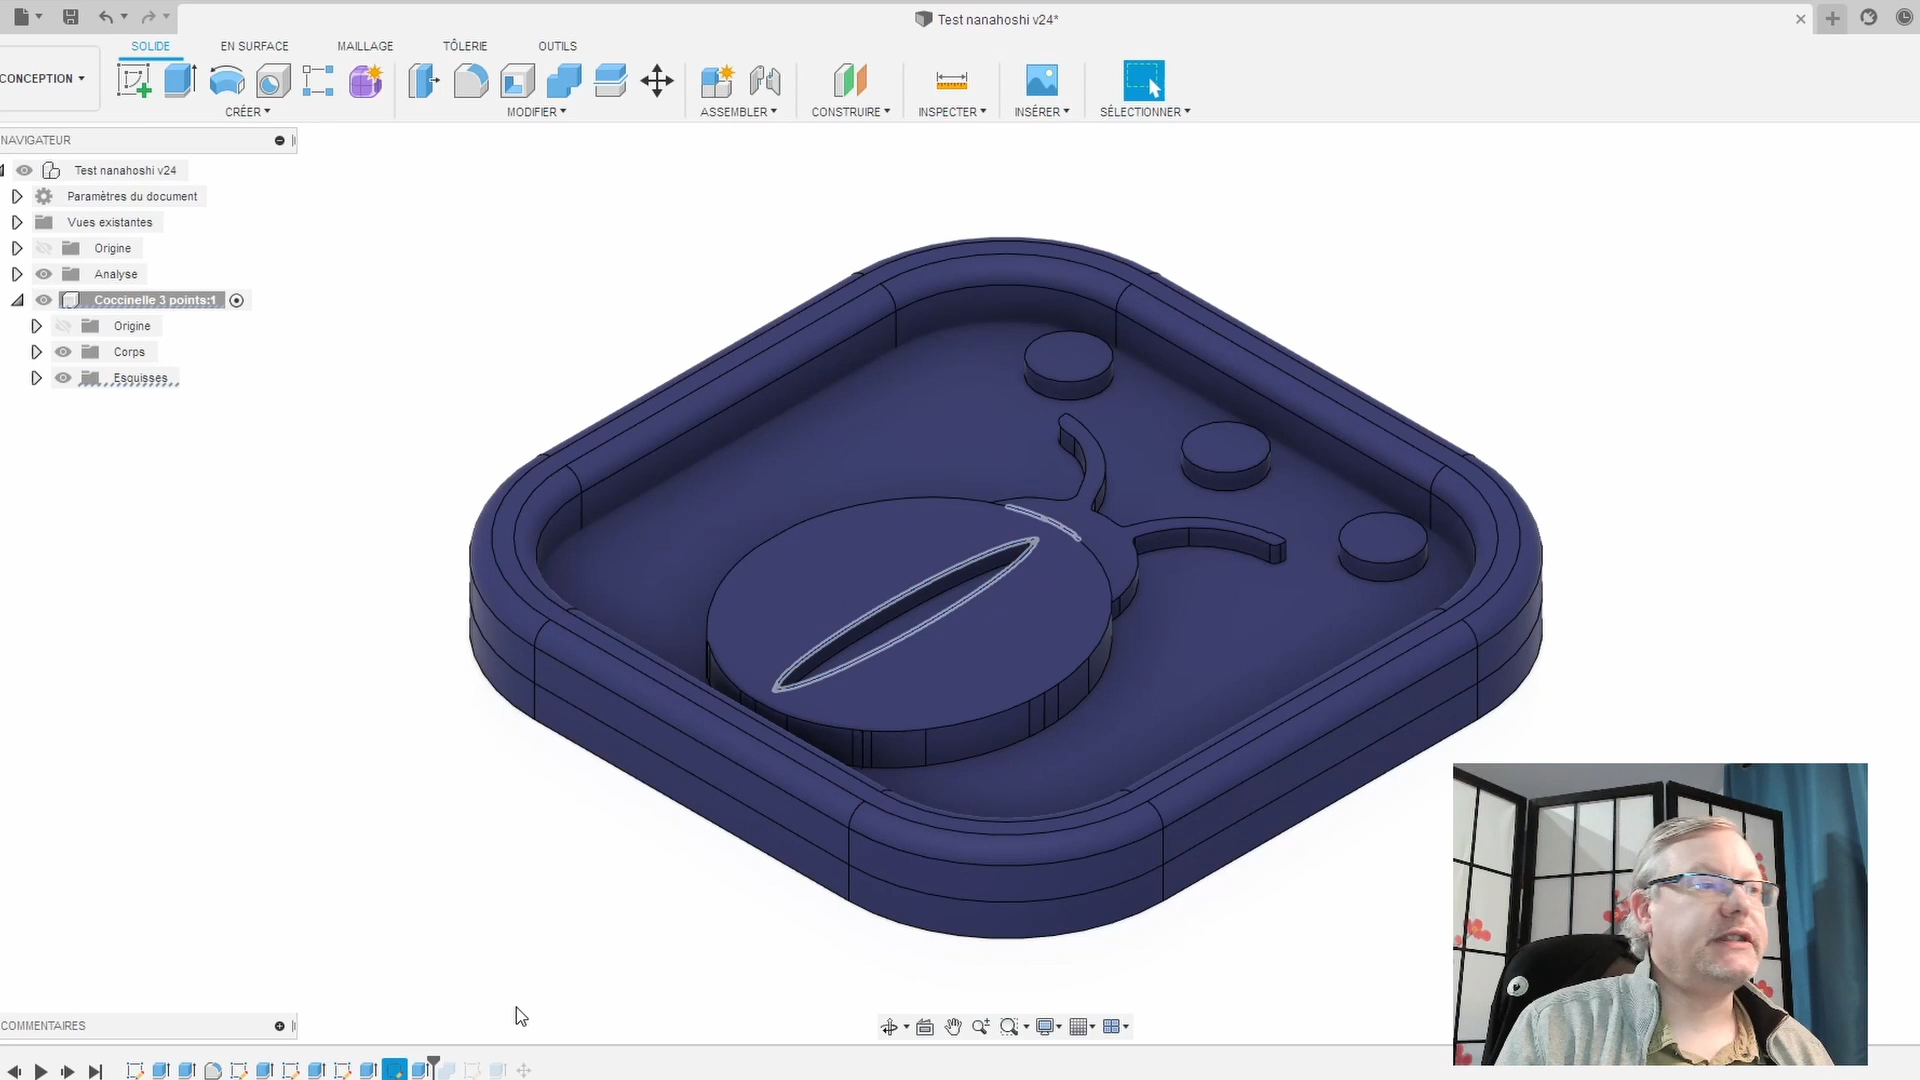 Test nanahoshi v24*
SOLIDE EN SURFACE MAILLAGE TÔLERIE OUTILS
CONCEPTION
CRÉER MODIFIER ASSEMBLER CONSTRUIRE INSPECTER INSÉRER SÉLECTIONNER
NAVIGATEUR
Test nanahoshi v24
Paramètres du document
Vues existantes
Origine
Analyse
Coccinelle 3 points:1
Origine
Corps
Esquisses
COMMENTAIRES